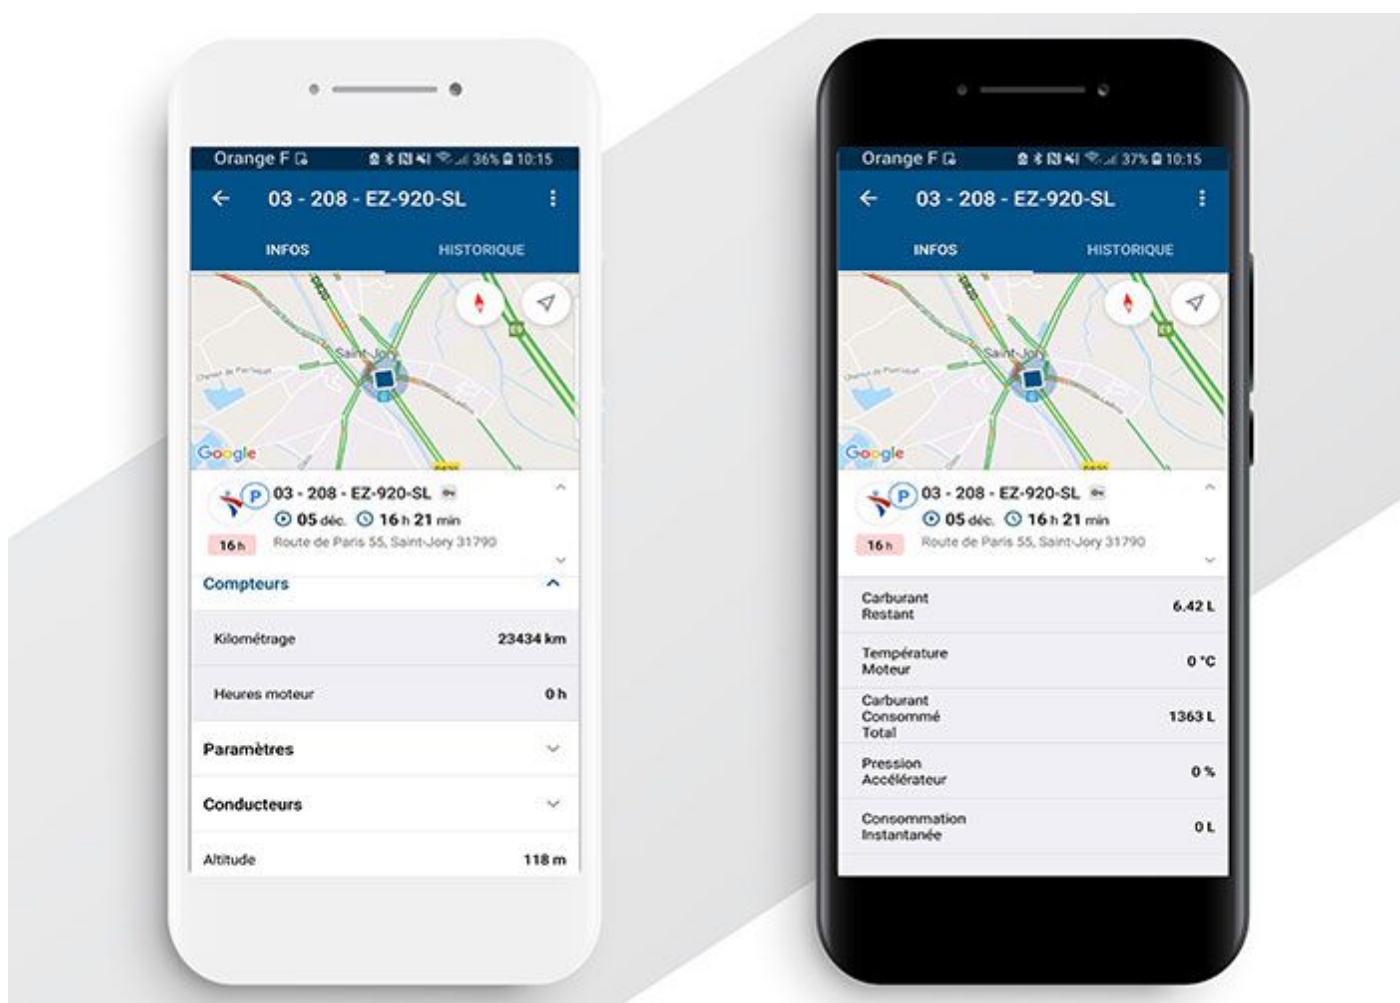 Orange F
36% 10:15
03 - 208 - EZ-920-SL
INFOS
HISTORIQUE
D820
Saint-Jory
Google
D820
P
03 - 208 - EZ-920-SL
05 déc. 16 h 21 min
16 h
Route de Paris 55, Saint-Jory 31790
Compteurs
Kilométrage
23434 km
Heures moteur
0 h
Paramètres
Conducteurs
Altitude
118 m
Orange F
37% 10:15
03 - 208 - EZ-920-SL
INFOS
HISTORIQUE
Saint-Jory
Google
P
03 - 208 - EZ-920-SL
05 déc. 16 h 21 min
16 h
Route de Paris 55, Saint-Jory 31790
Carburant
Restant
6.42 L
Température
Moteur
0 °C
Carburant
Consommé
Total
1363 L
Pression
Accélérateur
0 %
Consommation
Instantanée
0 L